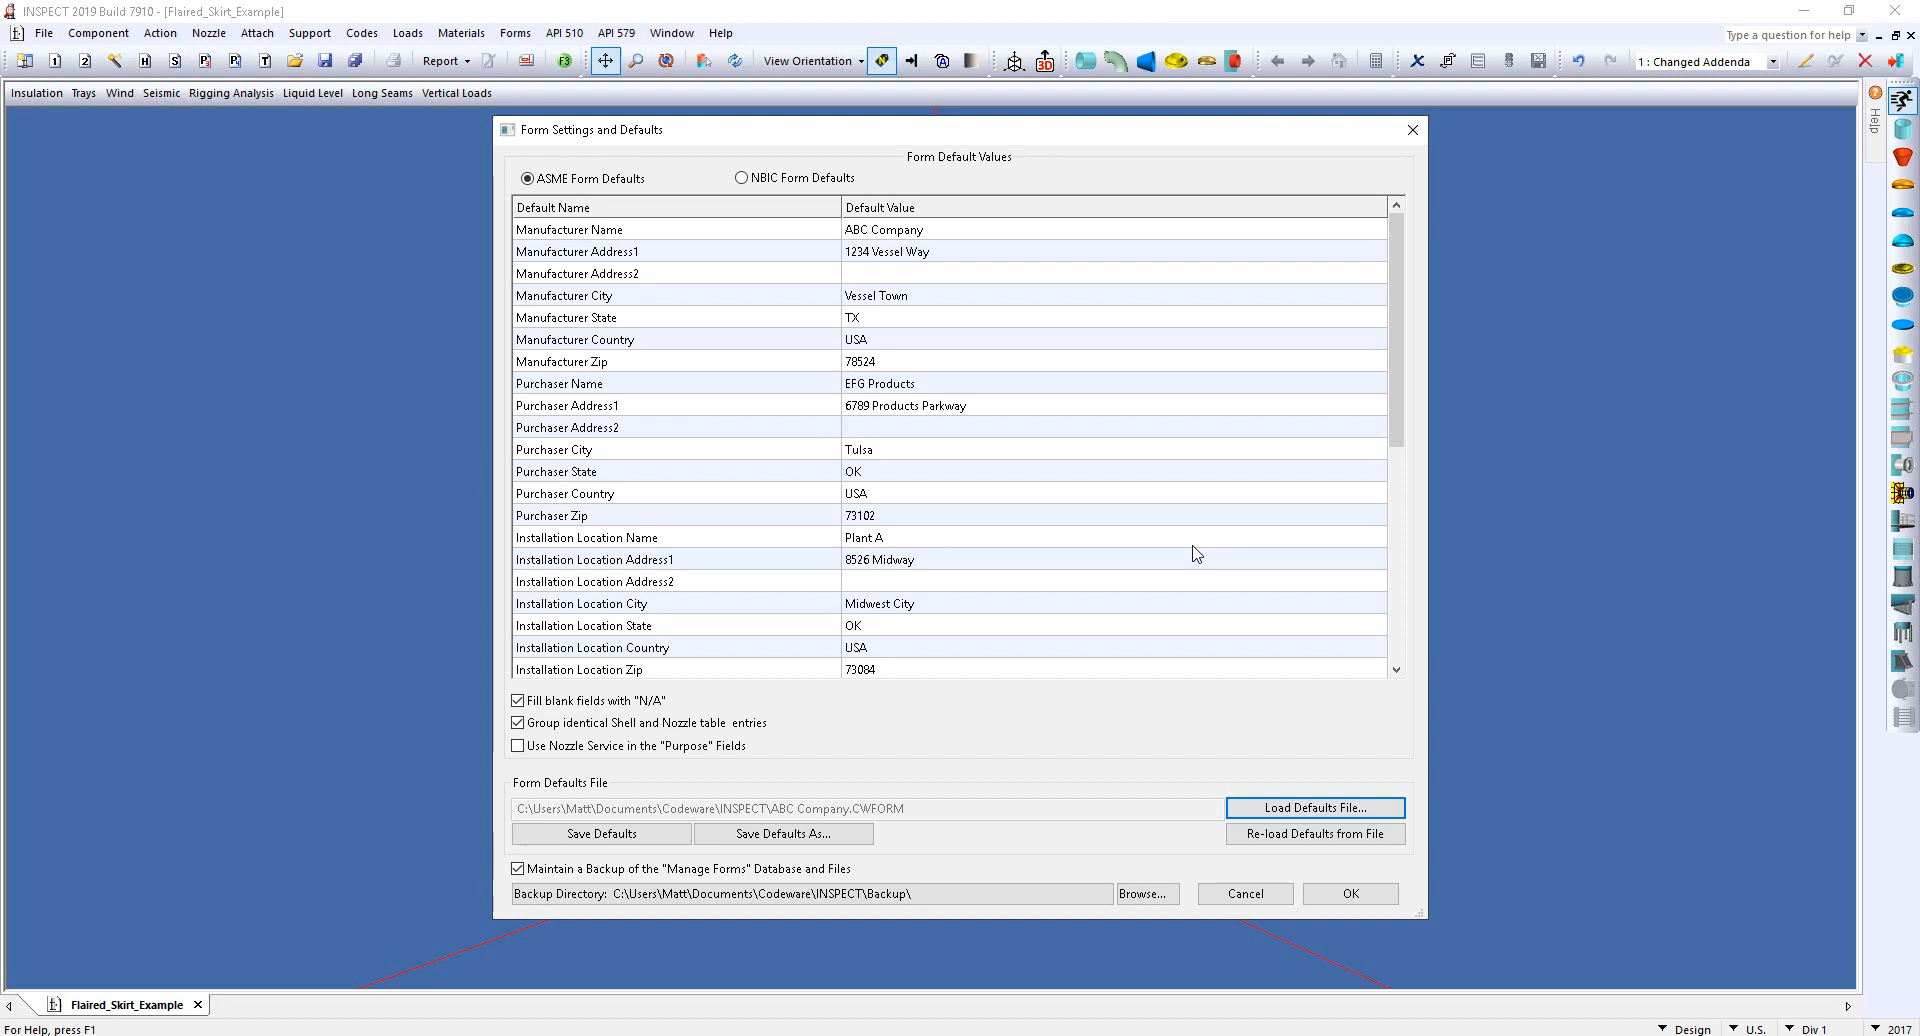 INSPECT 2019 Build 7910 - [Flaired_Skirt_Example]
File Component Action Nozzle Attach Support Codes Loads Materials Forms API 510 API 579 Window Help Type a question for help
Report View Orientation 1 : Changed Addenda
Insulation Trays Wind Seismic Rigging Analysis Liquid Level Long Seams Vertical Loads
Help
Form Settings and Defaults
Form Default Values
ASME Form Defaults NBIC Form Defaults
Default Name Default Value
Manufacturer Name ABC Company
Manufacturer Address1 1234 Vessel Way
Manufacturer Address2
Manufacturer City Vessel Town
Manufacturer State TX
Manufacturer Country USA
Manufacturer Zip 78524
Purchaser Name EFG Products
Purchaser Address1 6789 Products Parkway
Purchaser Address2
Purchaser City Tulsa
Purchaser State OK
Purchaser Country USA
Purchaser Zip 73102
Installation Location Name Plant A
Installation Location Address1 8526 Midway
Installation Location Address2
Installation Location City Midwest City
Installation Location State OK
Installation Location Country USA
Installation Location Zip 73084
Fill blank fields with "N/A"
Group identical Shell and Nozzle table entries
Use Nozzle Service in the "Purpose" Fields
Form Defaults File
C:\Users\Matt\Documents\Codeware\INSPECT\ABC Company.CWFORM Load Defaults File...
Save Defaults Save Defaults As... Re-load Defaults from File
Maintain a Backup of the "Manage Forms" Database and Files
Backup Directory: C:\Users\Matt\Documents\Codeware\INSPECT\Backup\ Browse... Cancel OK
Flaired_Skirt_Example
For Help, press F1 Design U.S. Div 1 2017